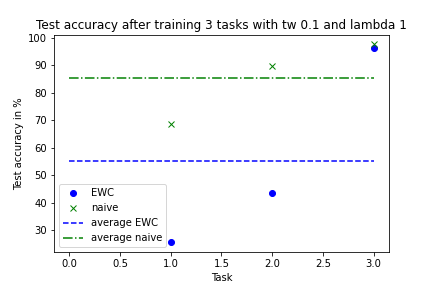 Test accuracy after training 3 tasks with tw 0.1 and lambda 1
100
90
80
70
60
50
40
30
Test accuracy in %
EWC
naive
average EWC
average naive
0.0 0.5 1.0 1.5 2.0 2.5 3.0
Task